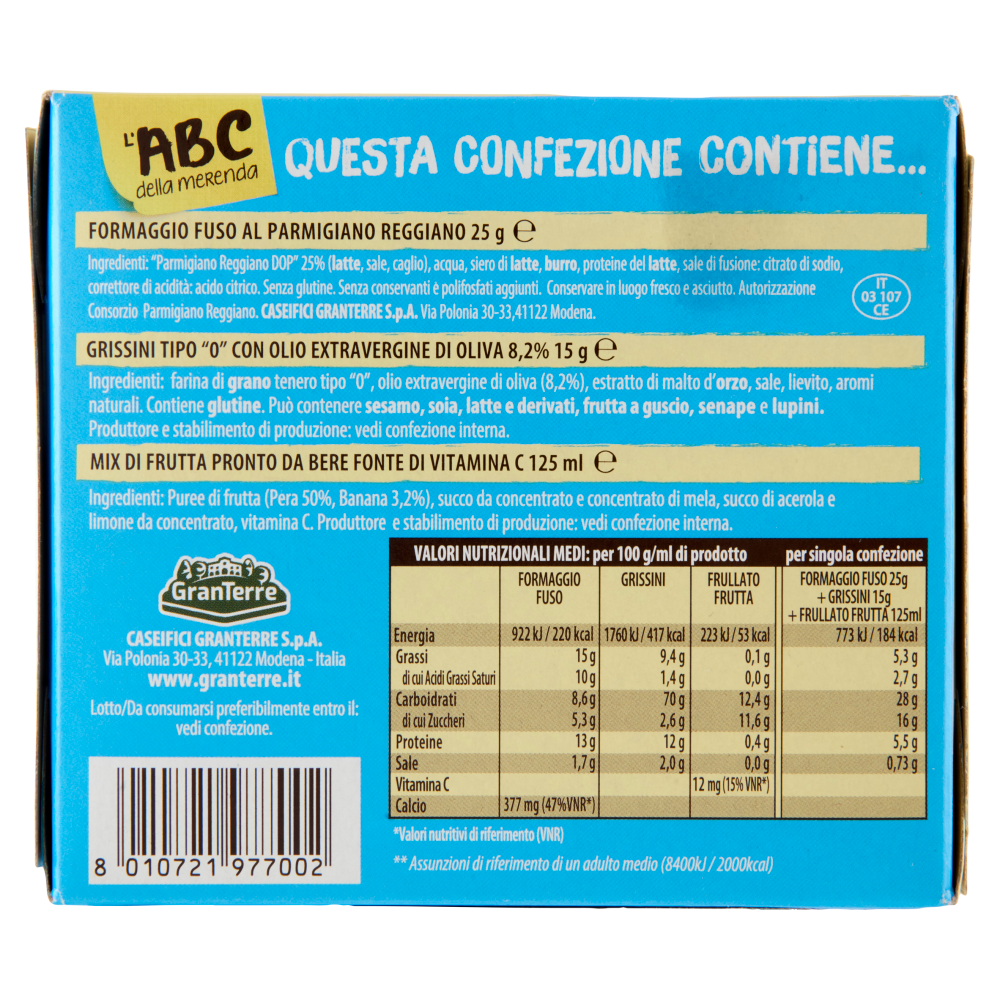 L'ABC
della merenda
QUESTA CONFEZIONE CONTIENE...
FORMAGGIO FUSO AL PARMIGIANO REGGIANO 25 g ℮
Ingredienti: "Parmigiano Reggiano DOP" 25% (latte, sale, caglio), acqua, siero di latte, burro, proteine del latte, sale di fusione: citrato di sodio,
correttore di acidità: acido citrico. Senza glutine. Senza conservanti è polifosfati aggiunti. Conservare in luogo fresco e asciutto. Autorizzazione
Consorzio Parmigiano Reggiano. CASEIFICI GRANTERRE S.p.A. Via Polonia 30-33,41122 Modena.
IT
03 107
CE
GRISSINI TIPO "0" CON OLIO EXTRAVERGINE DI OLIVA 8,2% 15 g ℮
Ingredienti: farina di grano tenero tipo "0", olio extravergine di oliva (8,2%), estratto di malto d'orzo, sale, lievito, aromi
naturali. Contiene glutine. Può contenere sesamo, soia, latte e derivati, frutta a guscio, senape e lupini.
Produttore e stabilimento di produzione: vedi confezione interna.
MIX DI FRUTTA PRONTO DA BERE FONTE DI VITAMINA C 125 ml ℮
Ingredienti: Puree di frutta (Pera 50%, Banana 3,2%), succo da concentrato e concentrato di mela, succo di acerola e
limone da concentrato, vitamina C. Produttore e stabilimento di produzione: vedi confezione interna.
GranTerre
CASEIFICI GRANTERRE S.p.A.
Via Polonia 30-33, 41122 Modena - Italia
www.granterre.it
Lotto/Da consumarsi preferibilmente entro il:
vedi confezione.
8 010721 977002
VALORI NUTRIZIONALI MEDI: per 100 g/ml di prodotto per singola confezione
FORMAGGIO FUSO GRISSINI FRULLATO FRUTTA FORMAGGIO FUSO 25g + GRISSINI 15g + FRULLATO FRUTTA 125ml
Energia 922 kJ / 220 kcal 1760 kJ / 417 kcal 223 kJ / 53 kcal 773 kJ / 184 kcal
Grassi 15 g 9,4 g 0,1 g 5,3 g
di cui Acidi Grassi Saturi 10 g 1,4 g 0,0 g 2,7 g
Carboidrati 8,6 g 70 g 12,4 g 28 g
di cui Zuccheri 5,3 g 2,6 g 11,6 g 16 g
Proteine 13 g 12 g 0,4 g 5,5 g
Sale 1,7 g 2,0 g 0,0 g 0,73 g
Vitamina C 12 mg (15% VNR*)
Calcio 377 mg (47%VNR*)
*Valori nutritivi di riferimento (VNR)
** Assunzioni di riferimento di un adulto medio (8400kJ / 2000kcal)